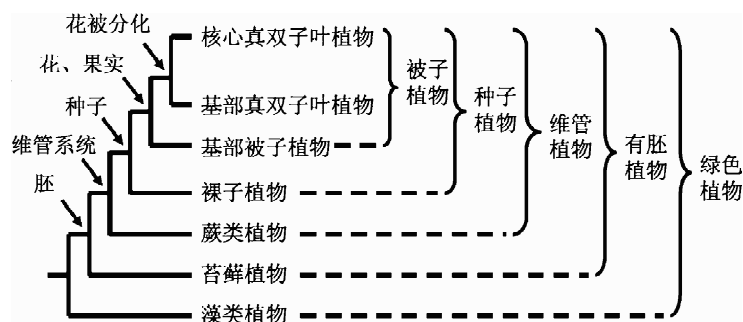 花被分化
花、果实
种子
维管系统
胚
核心真双子叶植物
基部真双子叶植物
基部被子植物
裸子植物
蕨类植物
苔藓植物
藻类植物
被子
植物
种子
植物
维管
植物
有胚
植物
绿色
植物